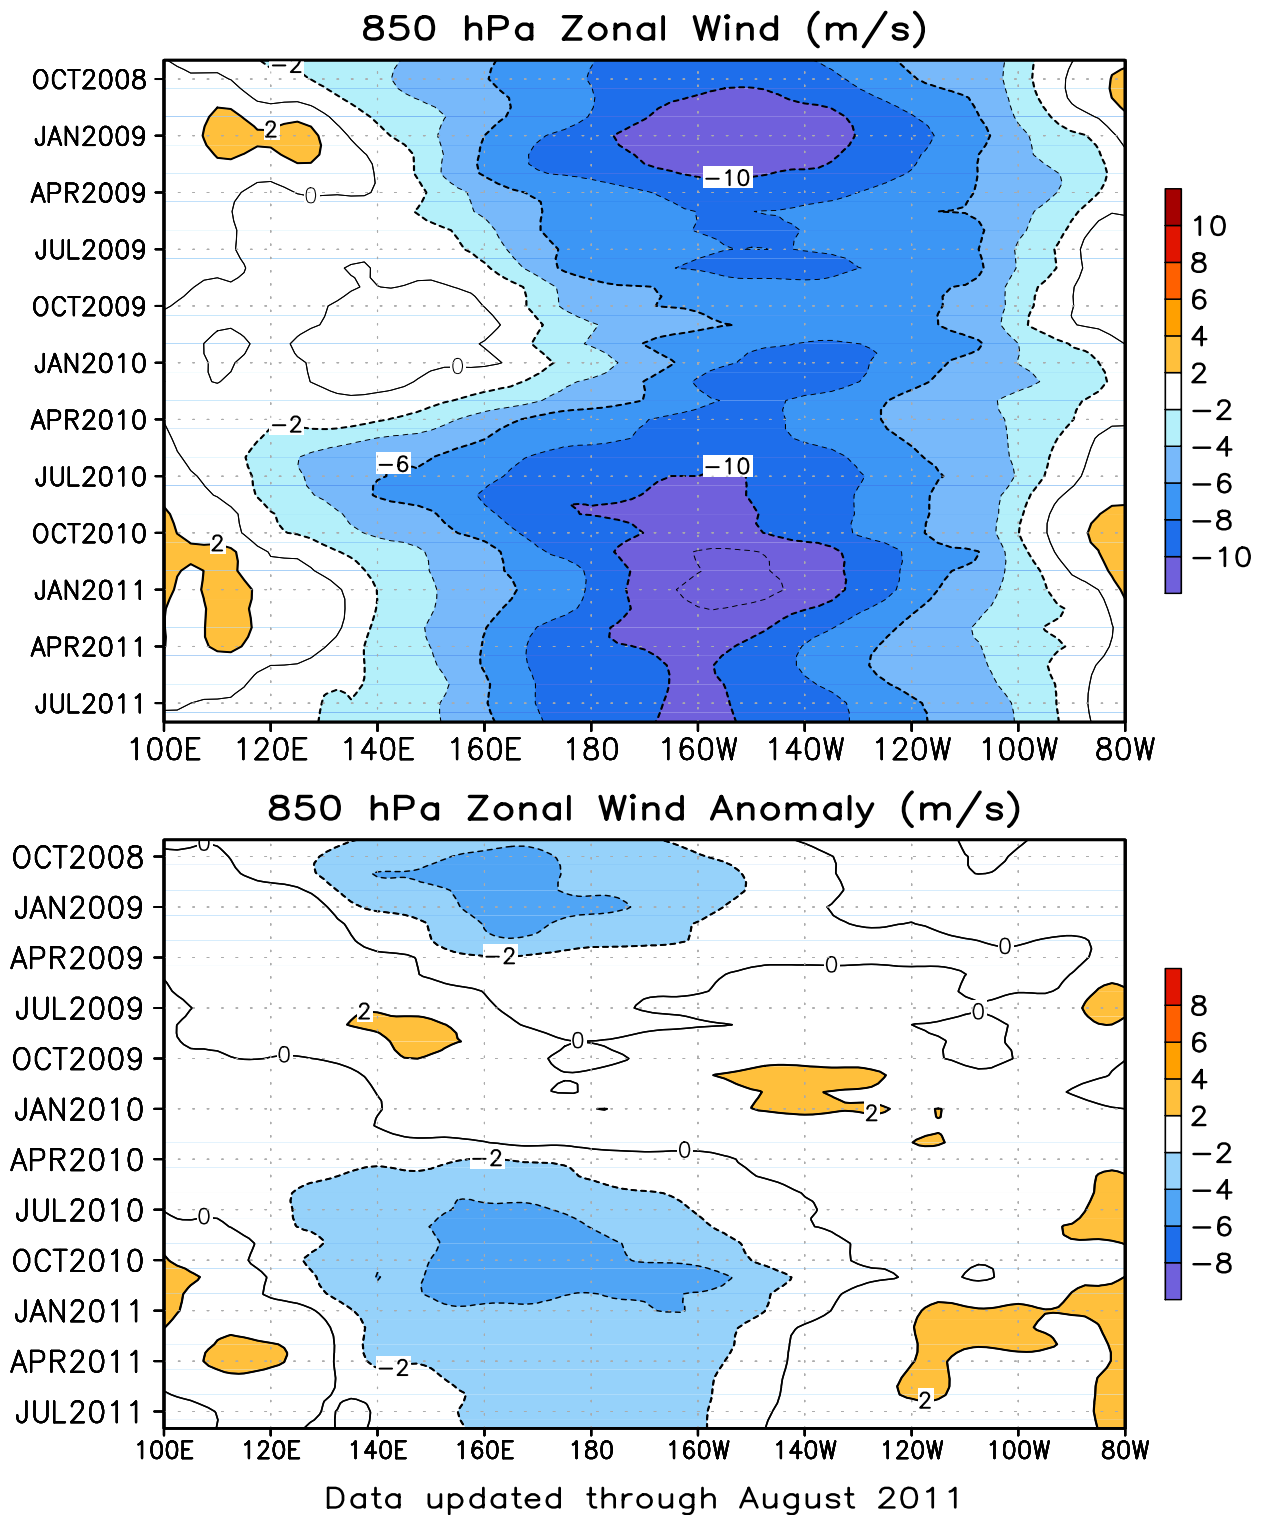 850 hPa Zonal Wind (m/s)
OCT2008
JAN2009
APR2009
JUL2009
OCT2009
JAN2010
APR2010
JUL2010
OCT2010
JAN2011
APR2011
JUL2011
100E 120E 140E 160E 180 160W 140W 120W 100W 80W
-2
2
0
-10
0
-2
-6
-10
2
10
8
6
4
2
-2
-4
-6
-8
-10
850 hPa Zonal Wind Anomaly (m/s)
OCT2008
JAN2009
APR2009
JUL2009
OCT2009
JAN2010
APR2010
JUL2010
OCT2010
JAN2011
APR2011
JUL2011
100E 120E 140E 160E 180 160W 140W 120W 100W 80W
0
-2
0
0
2
0
0
0
2
0
-2
0
-2
2
8
6
4
2
-2
-4
-6
-8
Data updated through August 2011